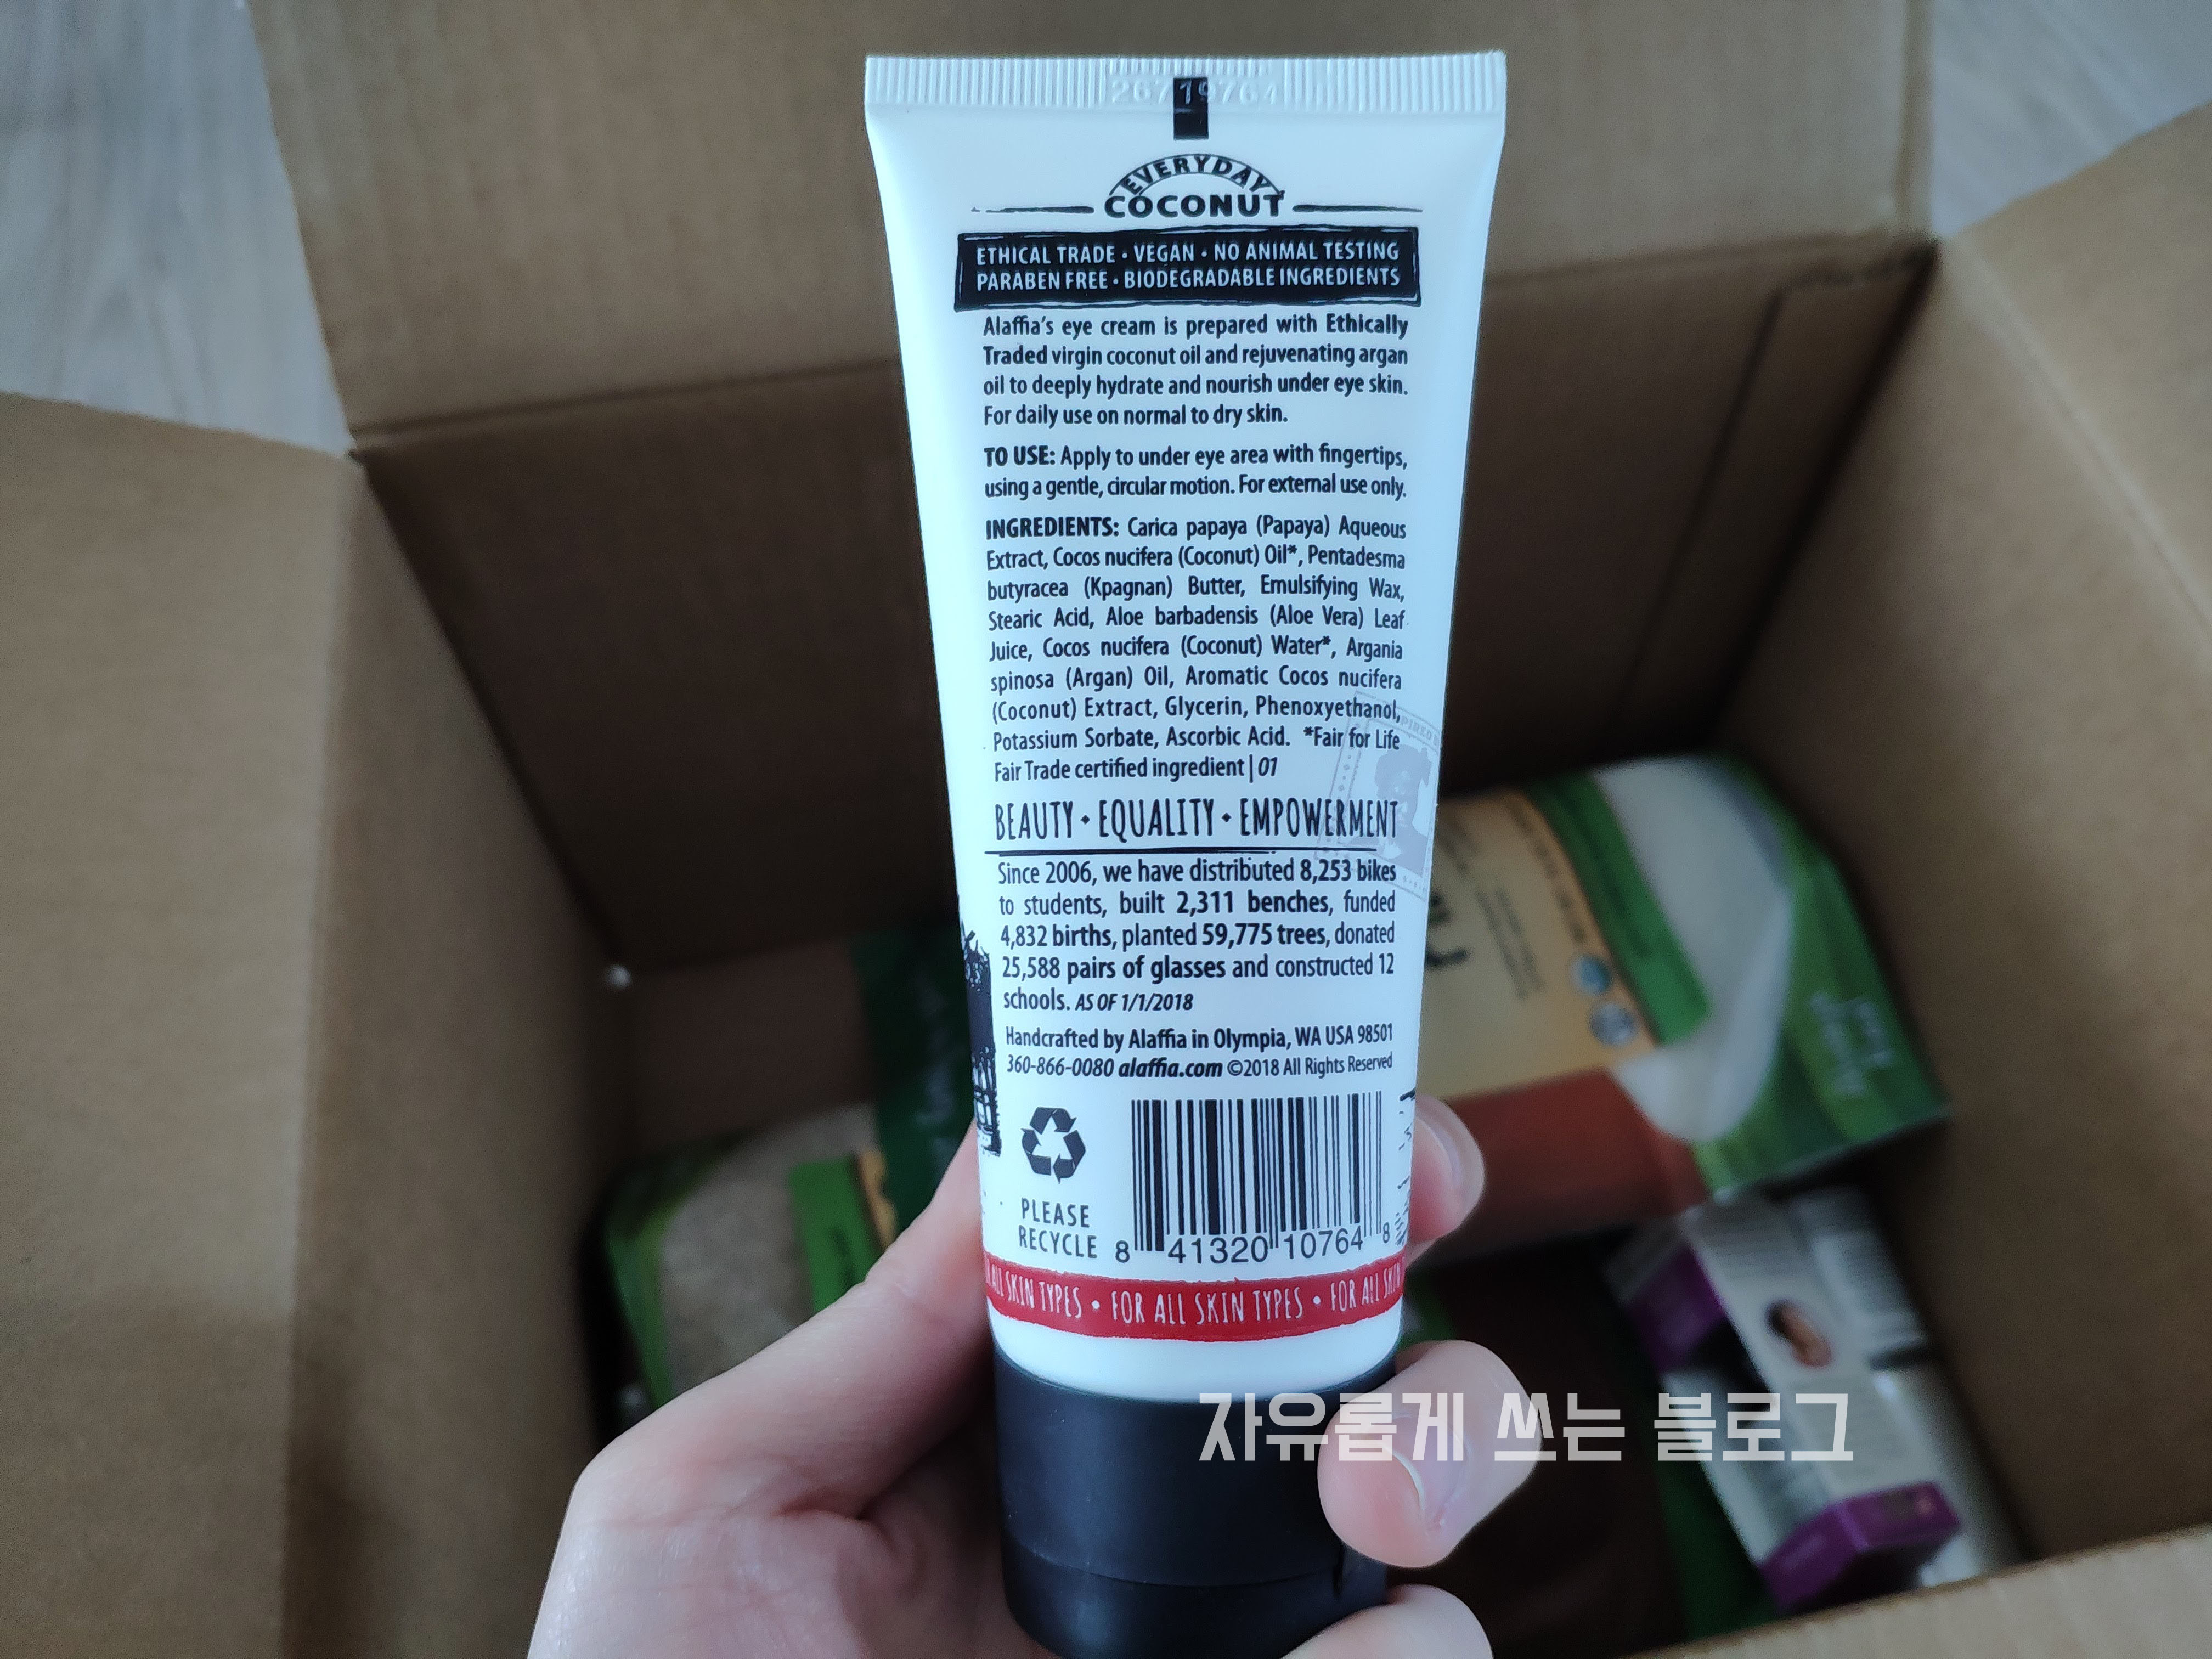 26719764
EVERYDAY
COCONUT
ETHICAL TRADE • VEGAN • NO ANIMAL TESTING
PARABEN FREE • BIODEGRADABLE INGREDIENTS
Alaffia's eye cream is prepared with Ethically
Traded virgin coconut oil and rejuvenating argan
oil to deeply hydrate and nourish under eye skin.
For daily use on normal to dry skin.
TO USE: Apply to under eye area with fingertips,
using a gentle, circular motion. For external use only.
INGREDIENTS: Carica papaya (Papaya) Aqueous
Extract, Cocos nucifera (Coconut) Oil*, Pentadesma
butyracea (Kpagnan) Butter, Emulsifying Wax,
Stearic Acid, Aloe barbadensis (Aloe Vera) Leaf
Juice, Cocos nucifera (Coconut) Water*, Argania
spinosa (Argan) Oil, Aromatic Cocos nucifera
(Coconut) Extract, Glycerin, Phenoxyethanol,
Potassium Sorbate, Ascorbic Acid. *Fair for Life
Fair Trade certified ingredient | 01
BEAUTY • EQUALITY • EMPOWERMENT
Since 2006, we have distributed 8,253 bikes
to students, built 2,311 benches, funded
4,832 births, planted 59,775 trees, donated
25,588 pairs of glasses and constructed 12
schools. AS OF 1/1/2018
Handcrafted by Alaffia in Olympia, WA USA 98501
360-866-0080 alaffia.com ©2018 All Rights Reserved
PLEASE
RECYCLE
8 41320 10764 8
ALL SKIN TYPES • FOR ALL SKIN TYPES • FOR ALL SKIN
자유롭게 쓰는 블로그